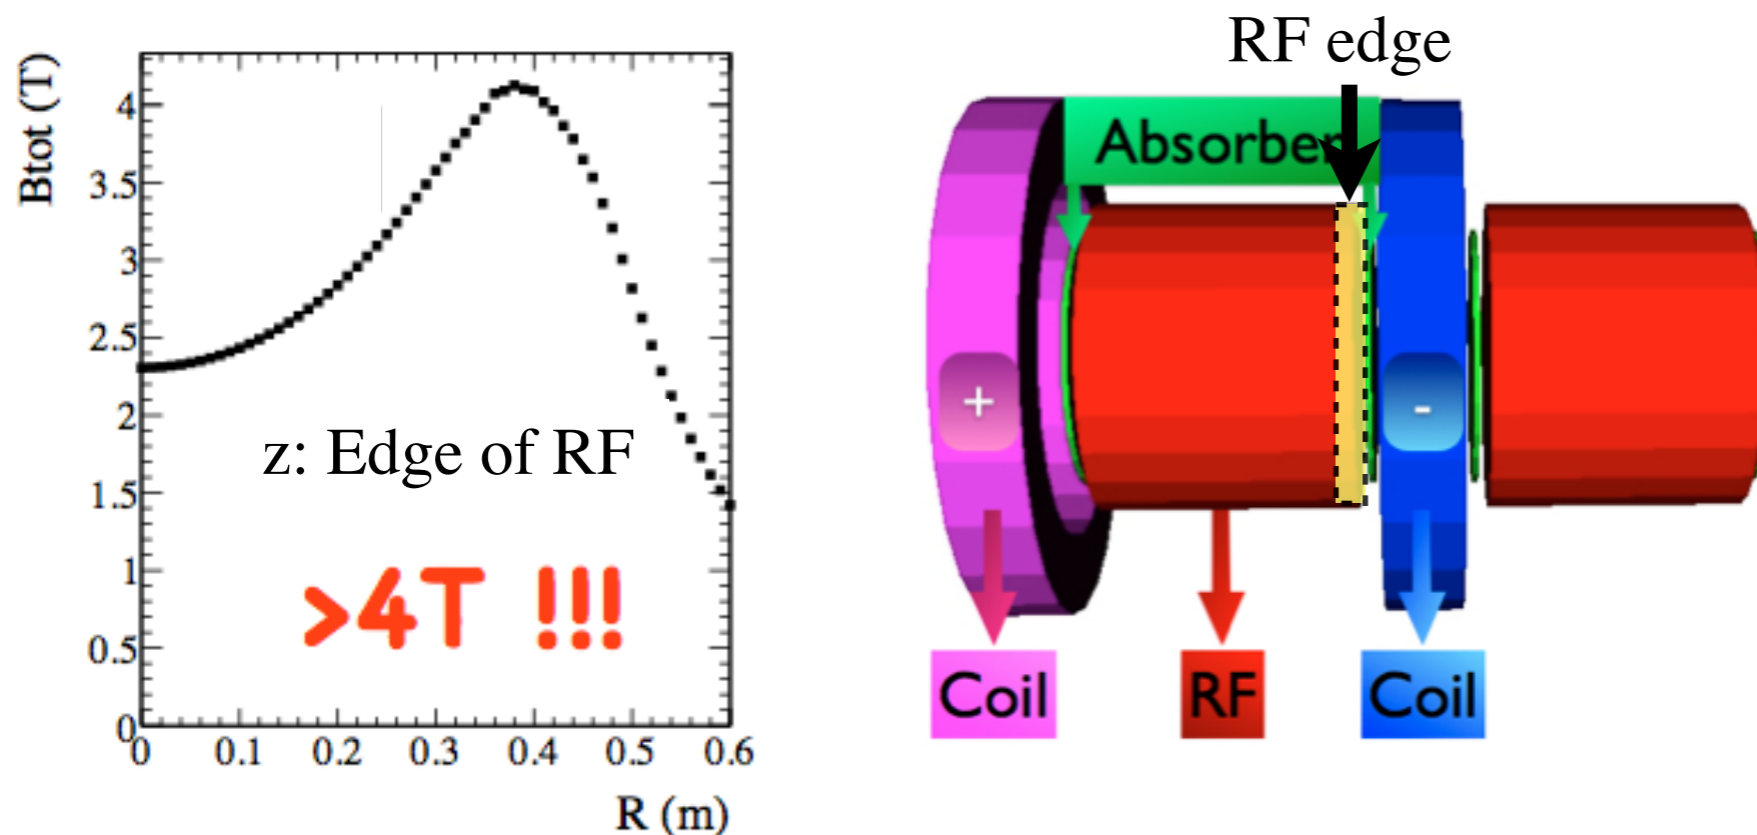 Btot (T)
4
3.5
3
2.5
2
1.5
1
0.5
0
0 0.1 0.2 0.3 0.4 0.5 0.6
R (m)
z: Edge of RF
>4T !!!
RF edge
Absorber
+
-
Coil
RF
Coil